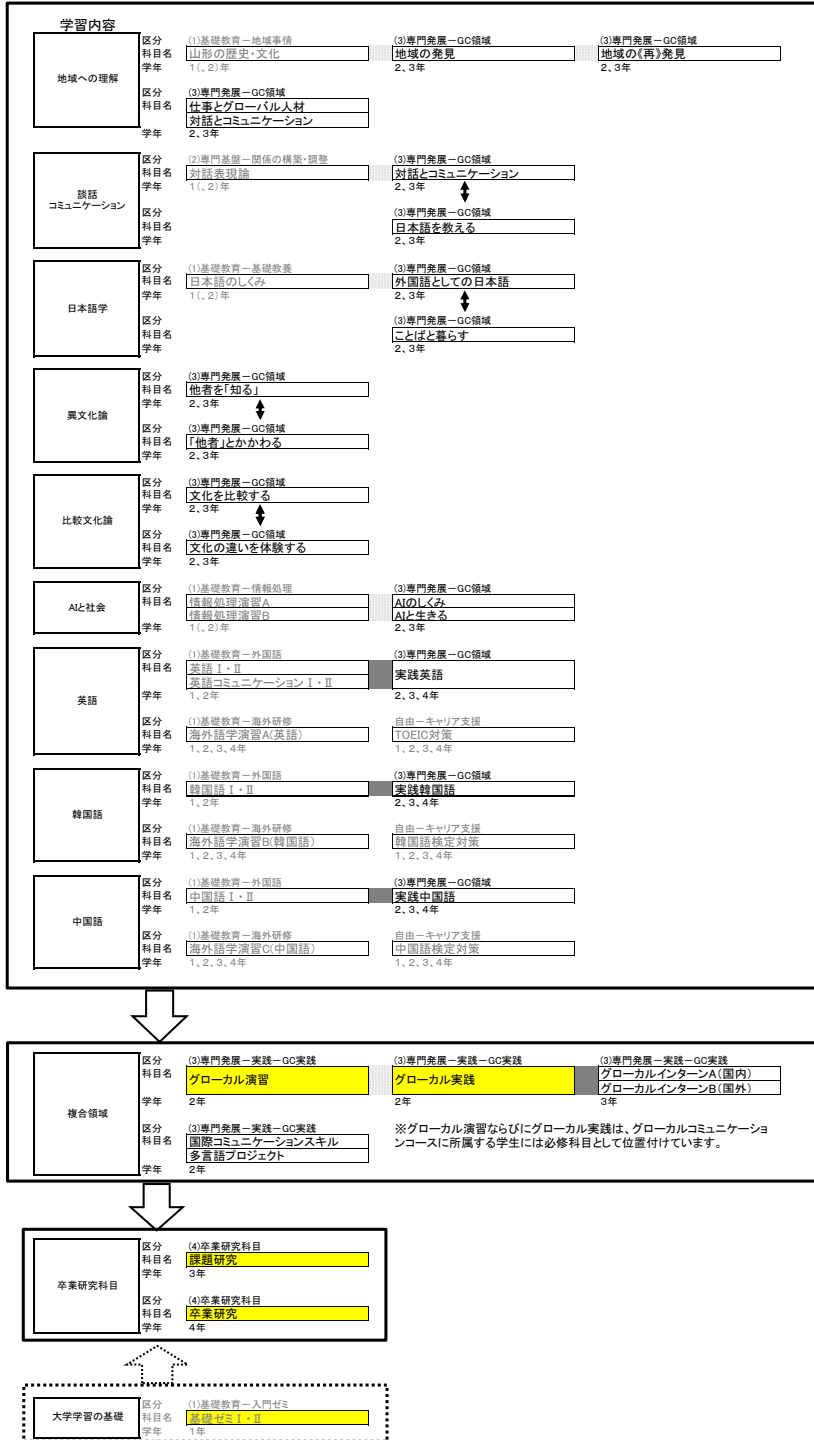 学習内容
地域への理解
区分 (1)基礎教育－地域事情 (3)専門発展－GC領域 (3)専門発展－GC領域
科目名 山形の歴史・文化 地域の発見 地域の《再》発見
学年 1(、2)年 2、3年 2、3年
区分 (3)専門発展－GC領域
科目名 仕事とグローバル人材
対話とコミュニケーション
学年 2、3年
談話
コミュニケーション
区分 (2)専門基盤－関係の構築・調整 (3)専門発展－GC領域
科目名 対話表現論 対話とコミュニケーション
学年 1(、2)年 2、3年
区分 (3)専門発展－GC領域
科目名 日本語を教える
学年 2、3年
日本語学
区分 (1)基礎教育－基礎教養 (3)専門発展－GC領域
科目名 日本語のしくみ 外国語としての日本語
学年 1(、2)年 2、3年
区分 (3)専門発展－GC領域
科目名 ことばと暮らす
学年 2、3年
異文化論
区分 (3)専門発展－GC領域
科目名 他者を「知る」
学年 2、3年
区分 (3)専門発展－GC領域
科目名 「他者」とかかわる
学年 2、3年
比較文化論
区分 (3)専門発展－GC領域
科目名 文化を比較する
学年 2、3年
区分 (3)専門発展－GC領域
科目名 文化の違いを体験する
学年 2、3年
AIと社会
区分 (1)基礎教育－情報処理 (3)専門発展－GC領域
科目名 情報処理演習A AIのしくみ
情報処理演習B AIと生きる
学年 1(、2)年 2、3年
英語
区分 (1)基礎教育－外国語 (3)専門発展－GC領域
科目名 英語Ⅰ・Ⅱ 実践英語
英語コミュニケーションⅠ・Ⅱ
学年 1、2年 2、3、4年
区分 (1)基礎教育－海外研修 自由－キャリア支援
科目名 海外語学演習A(英語) TOEIC対策
学年 1、2、3、4年 1、2、3、4年
韓国語
区分 (1)基礎教育－外国語 (3)専門発展－GC領域
科目名 韓国語Ⅰ・Ⅱ 実践韓国語
学年 1、2年 2、3、4年
区分 (1)基礎教育－海外研修 自由－キャリア支援
科目名 海外語学演習B(韓国語) 韓国語検定対策
学年 1、2、3、4年 1、2、3、4年
中国語
区分 (1)基礎教育－外国語 (3)専門発展－GC領域
科目名 中国語Ⅰ・Ⅱ 実践中国語
学年 1、2年 2、3、4年
区分 (1)基礎教育－海外研修 自由－キャリア支援
科目名 海外語学演習C(中国語) 中国語検定対策
学年 1、2、3、4年 1、2、3、4年
複合領域
区分 (3)専門発展－実践－GC実践 (3)専門発展－実践－GC実践 (3)専門発展－実践－GC実践
科目名 グローカル演習 グローカル実践 グローカルインターンA(国内)
グローカルインターンB(国外)
学年 2年 2年 3年
区分 (3)専門発展－実践－GC実践
科目名 国際コミュニケーションスキル
多言語プロジェクト
学年 2年
※グローカル演習ならびにグローカル実践は、グローカルコミュニケーショ
ンコースに所属する学生には必修科目として位置付けています。
卒業研究科目
区分 (4)卒業研究科目
科目名 課題研究
学年 3年
区分 (4)卒業研究科目
科目名 卒業研究
学年 4年
大学学習の基礎
区分 (1)基礎教育－入門ゼミ
科目名 基礎ゼミⅠ・Ⅱ
学年 1年